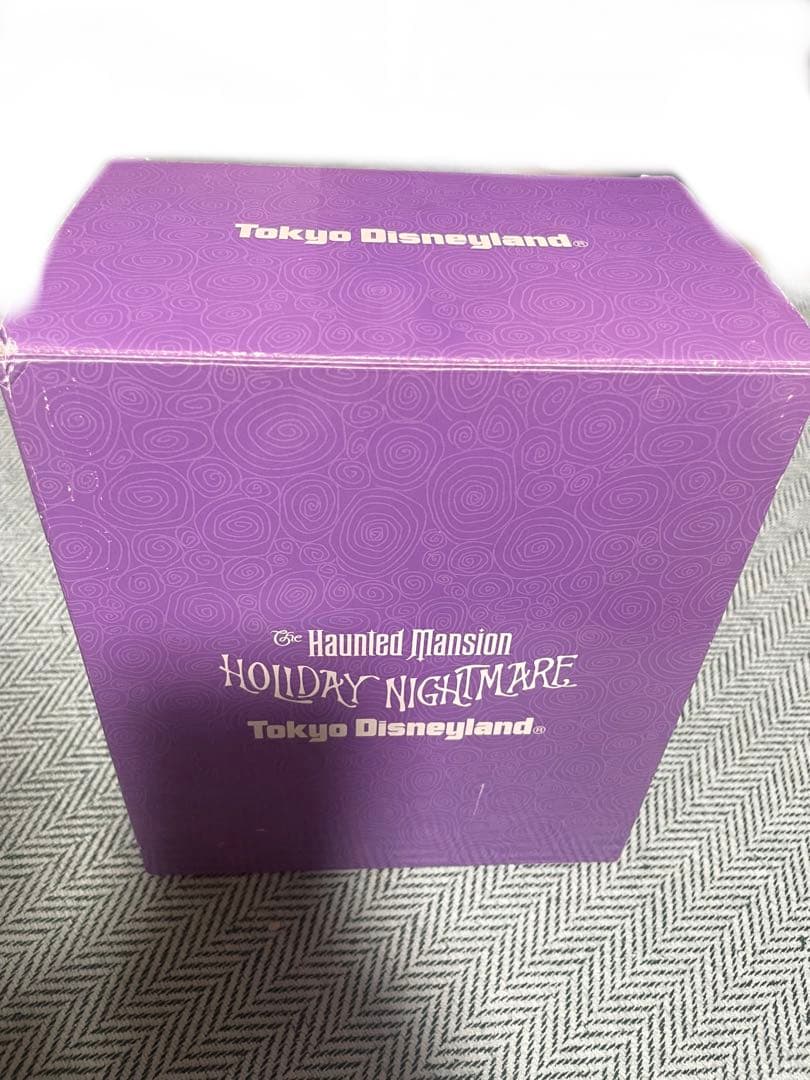 Tokyo Disneyland®
The Haunted Mansion
HOLIDAY NIGHTMARE
Tokyo Disneyland®